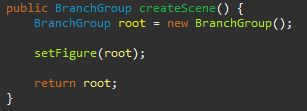 public BranchGroup createScene() {
    BranchGroup root = new BranchGroup();

    setFigure(root);

    return root;
}